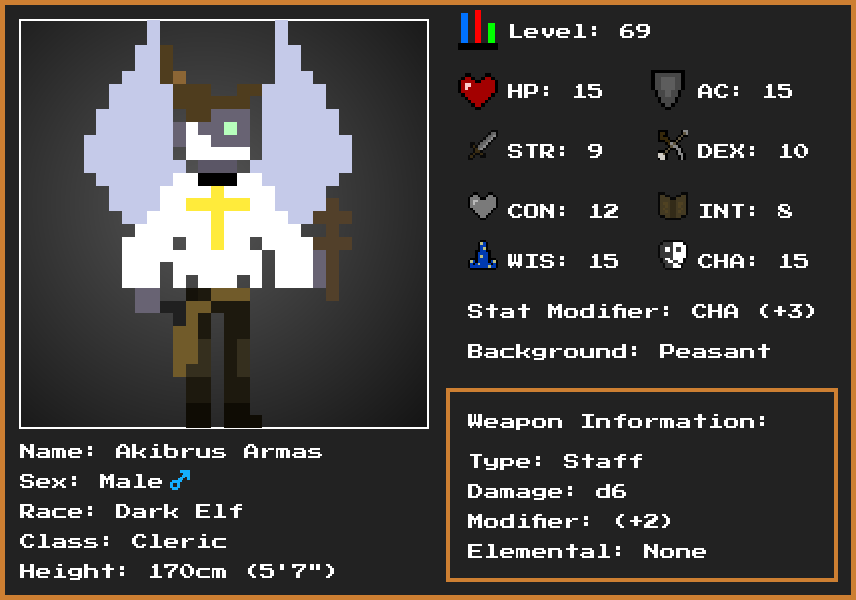 Level: 69
HP: 15
AC: 15
STR: 9
DEX: 10
CON: 12
INT: 8
WIS: 15
CHA: 15
Stat Modifier: CHA (+3)
Background: Peasant
Weapon Information:
Type: Staff
Damage: d6
Modifier: (+2)
Elemental: None
Name: Akibrus Armas
Sex: Male♂
Race: Dark Elf
Class: Cleric
Height: 170cm (5'7")